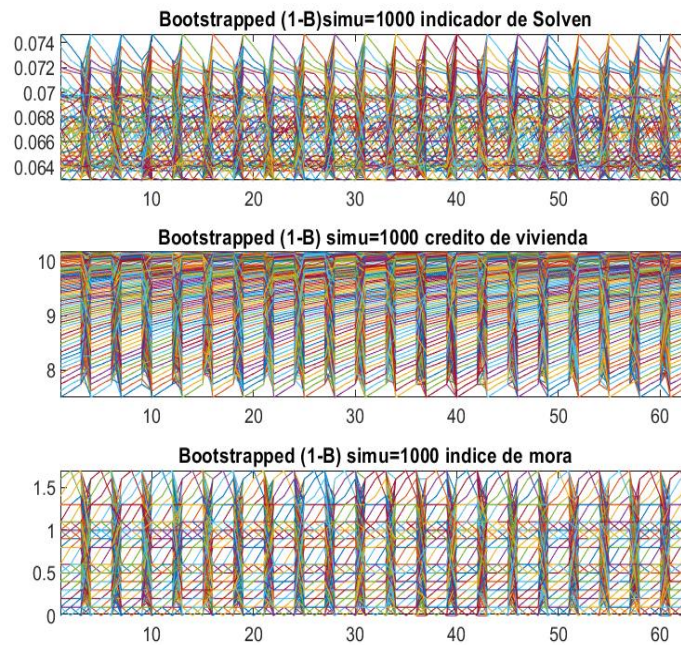 Bootstrapped (1-B)simu=1000 indicador de Solven
0.074
0.072
0.07
0.068
0.066
0.064
10 20 30 40 50 60
Bootstrapped (1-B) simu=1000 credito de vivienda
10
9
8
10 20 30 40 50 60
Bootstrapped (1-B) simu=1000 indice de mora
1.5
1
0.5
0
10 20 30 40 50 60